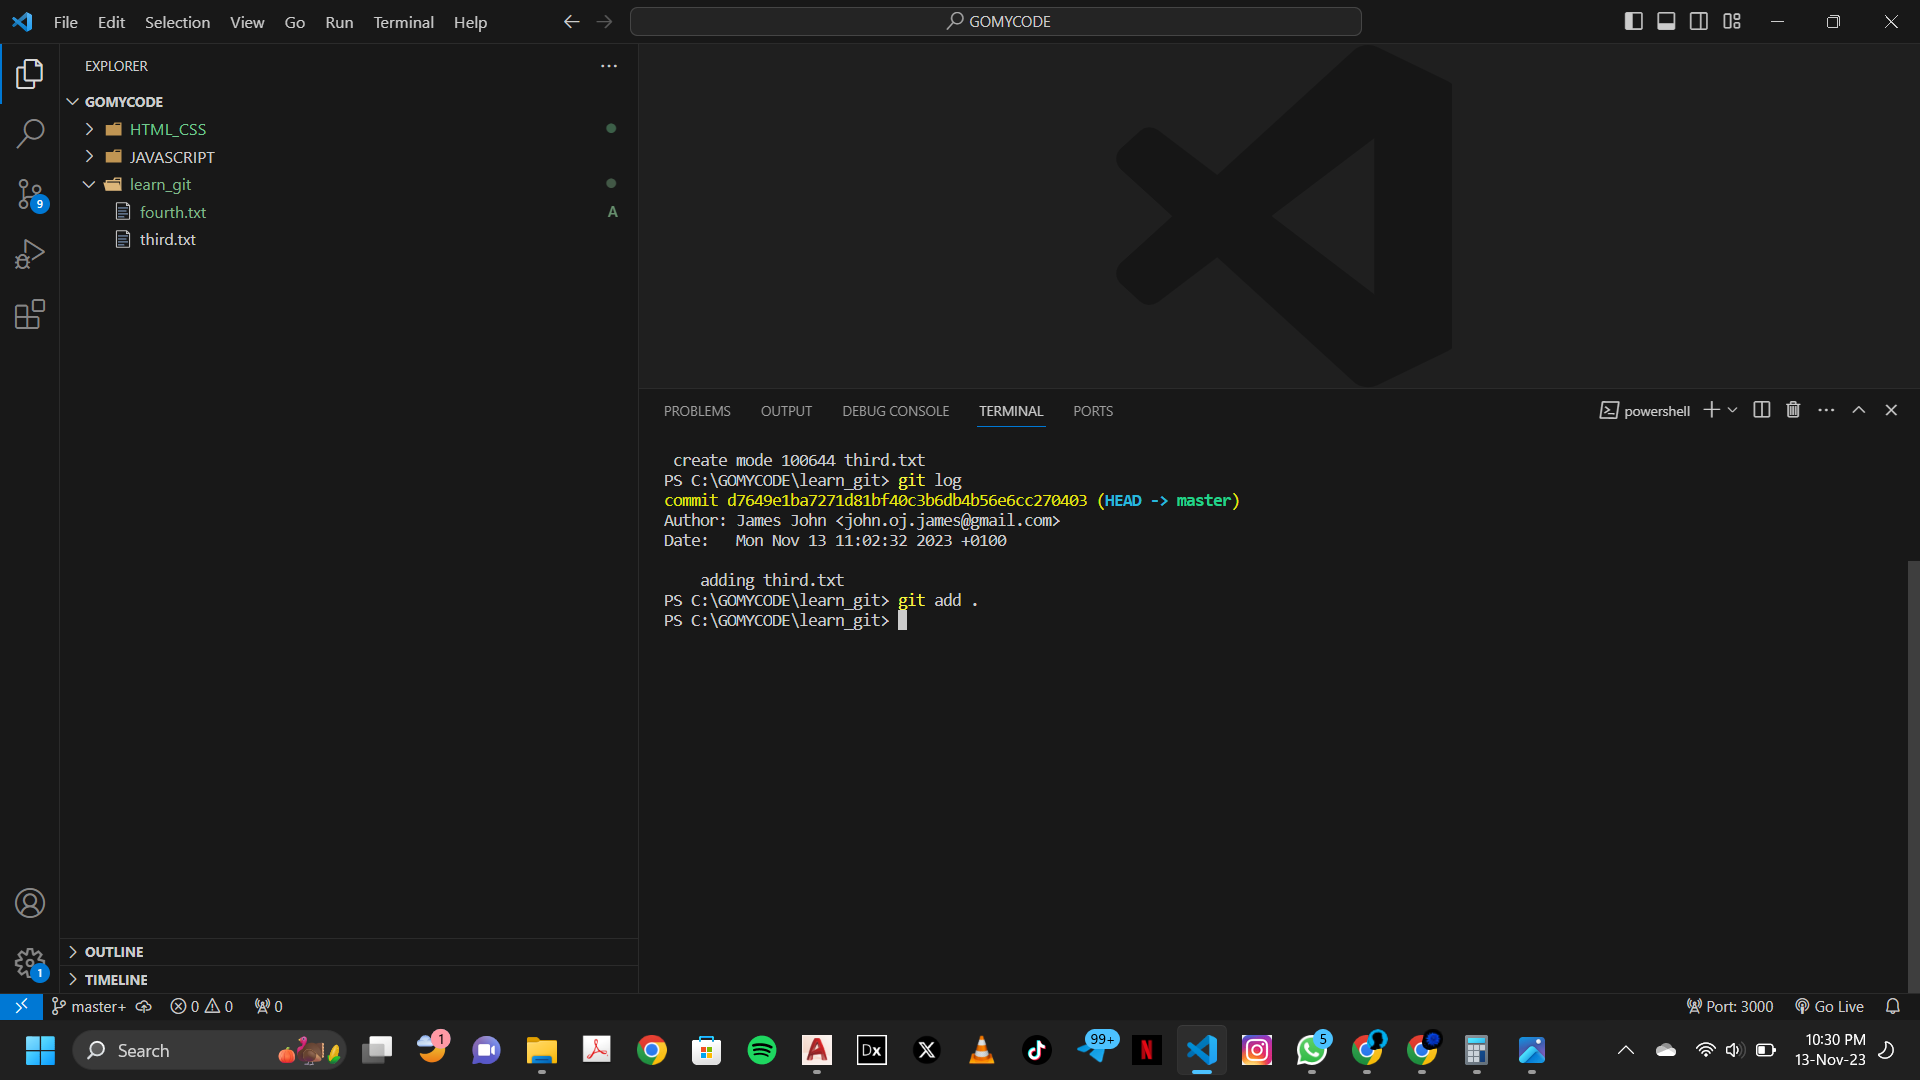 File Edit Selection View Go Run Terminal Help
GOMYCODE
EXPLORER
GOMYCODE
HTML_CSS
JAVASCRIPT
learn_git
fourth.txt A
third.txt
9
PROBLEMS OUTPUT DEBUG CONSOLE TERMINAL PORTS
powershell
create mode 100644 third.txt
PS C:\GOMYCODE\learn_git> git log
commit d7649e1ba7271d81bf40c3b6db4b56e6cc270403 (HEAD -> master)
Author: James John <john.oj.james@gmail.com>
Date:   Mon Nov 13 11:02:32 2023 +0100
adding third.txt
PS C:\GOMYCODE\learn_git> git add .
PS C:\GOMYCODE\learn_git>
1
OUTLINE
TIMELINE
master+ 0 0 0 Port: 3000 Go Live
Search 1 Dx X 99+ N 5
10:30 PM
13-Nov-23